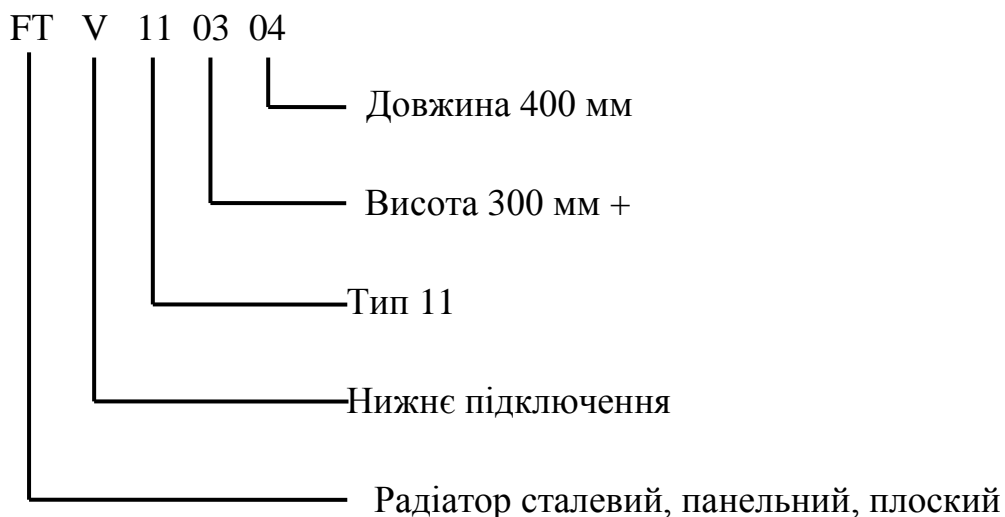 FT V 11 03 04
Довжина 400 мм
Висота 300 мм +
Тип 11
Нижнє підключення
Радіатор сталевий, панельний, плоский